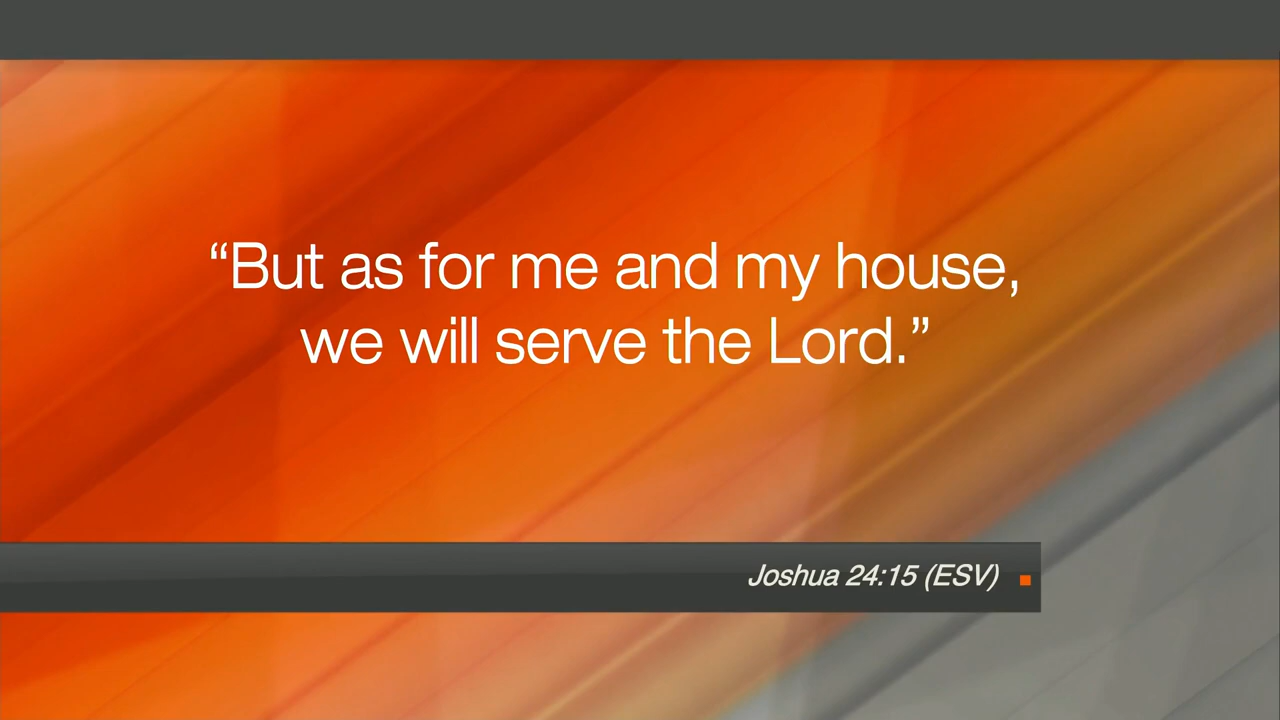 “But as for me and my house,
we will serve the Lord.”
Joshua 24:15 (ESV)